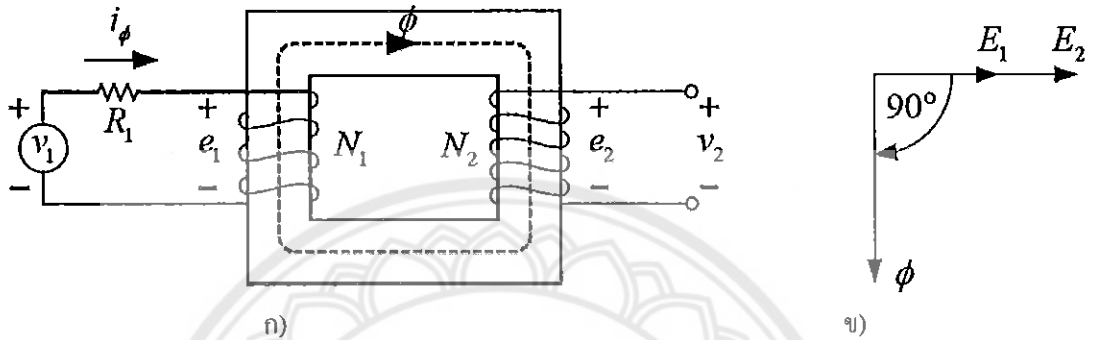 i_ϕ
ϕ
E₁ E₂
90°
+ R₁ + N₁ N₂ + +
v₁ e₁ e₂ v₂
− − − −
ϕ
ก) ข)